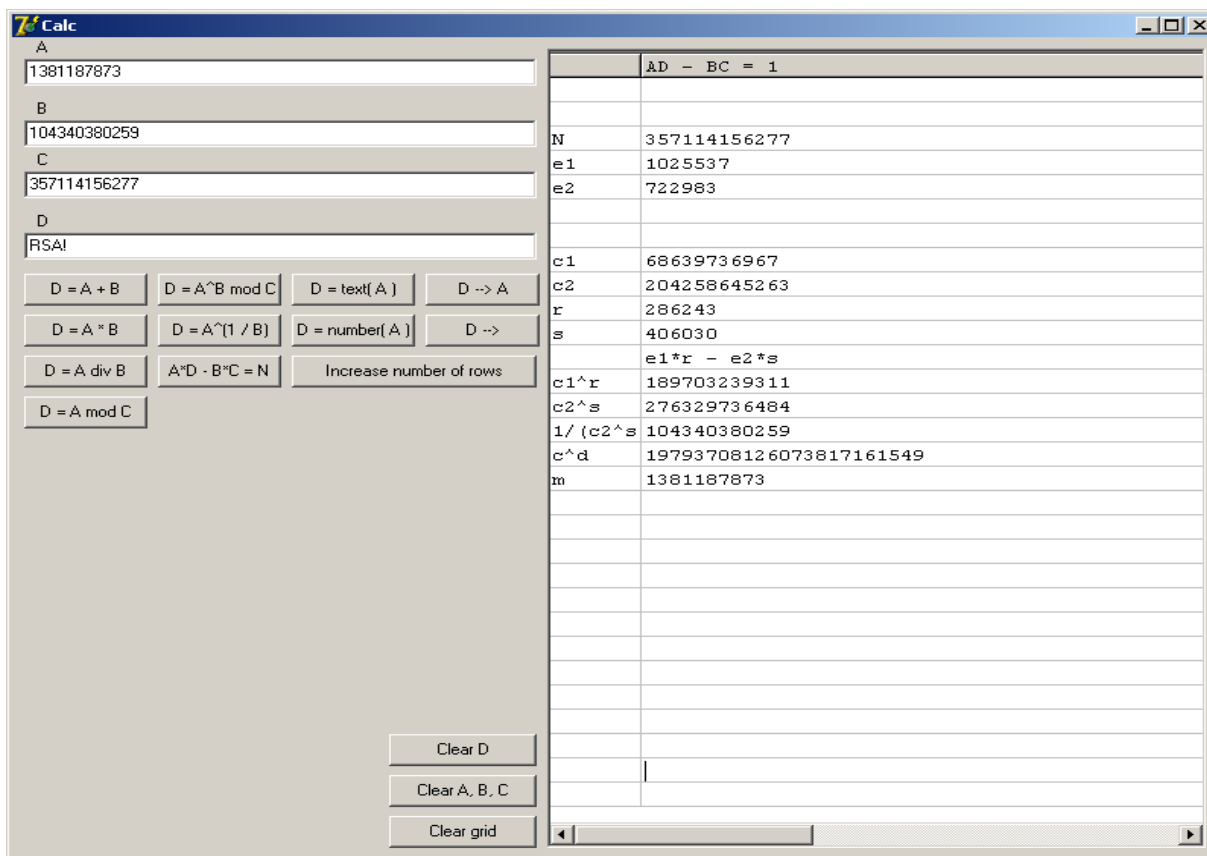 Calc
A
1381187873
B
104340380259
C
357114156277
D
RSA!
D = A + B
D = A^B mod C
D = text( A )
D --> A
D = A * B
D = A^(1 / B)
D = number( A )
D -->
D = A div B
A*D - B*C = N
Increase number of rows
D = A mod C
Clear D
Clear A, B, C
Clear grid
AD - BC = 1
N 357114156277
e1 1025537
e2 722983
c1 68639736967
c2 204258645263
r 286243
s 406030
e1*r - e2*s
c1^r 189703239311
c2^s 276329736484
1/(c2^s 104340380259
c^d 19793708126073817161549
m 1381187873